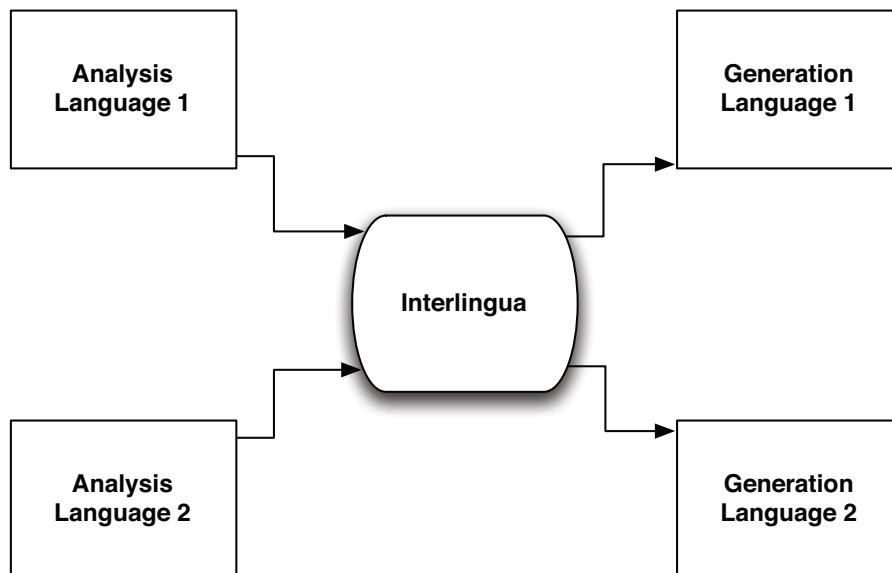 Analysis
Language 1
Generation
Language 1
Interlingua
Analysis
Language 2
Generation
Language 2